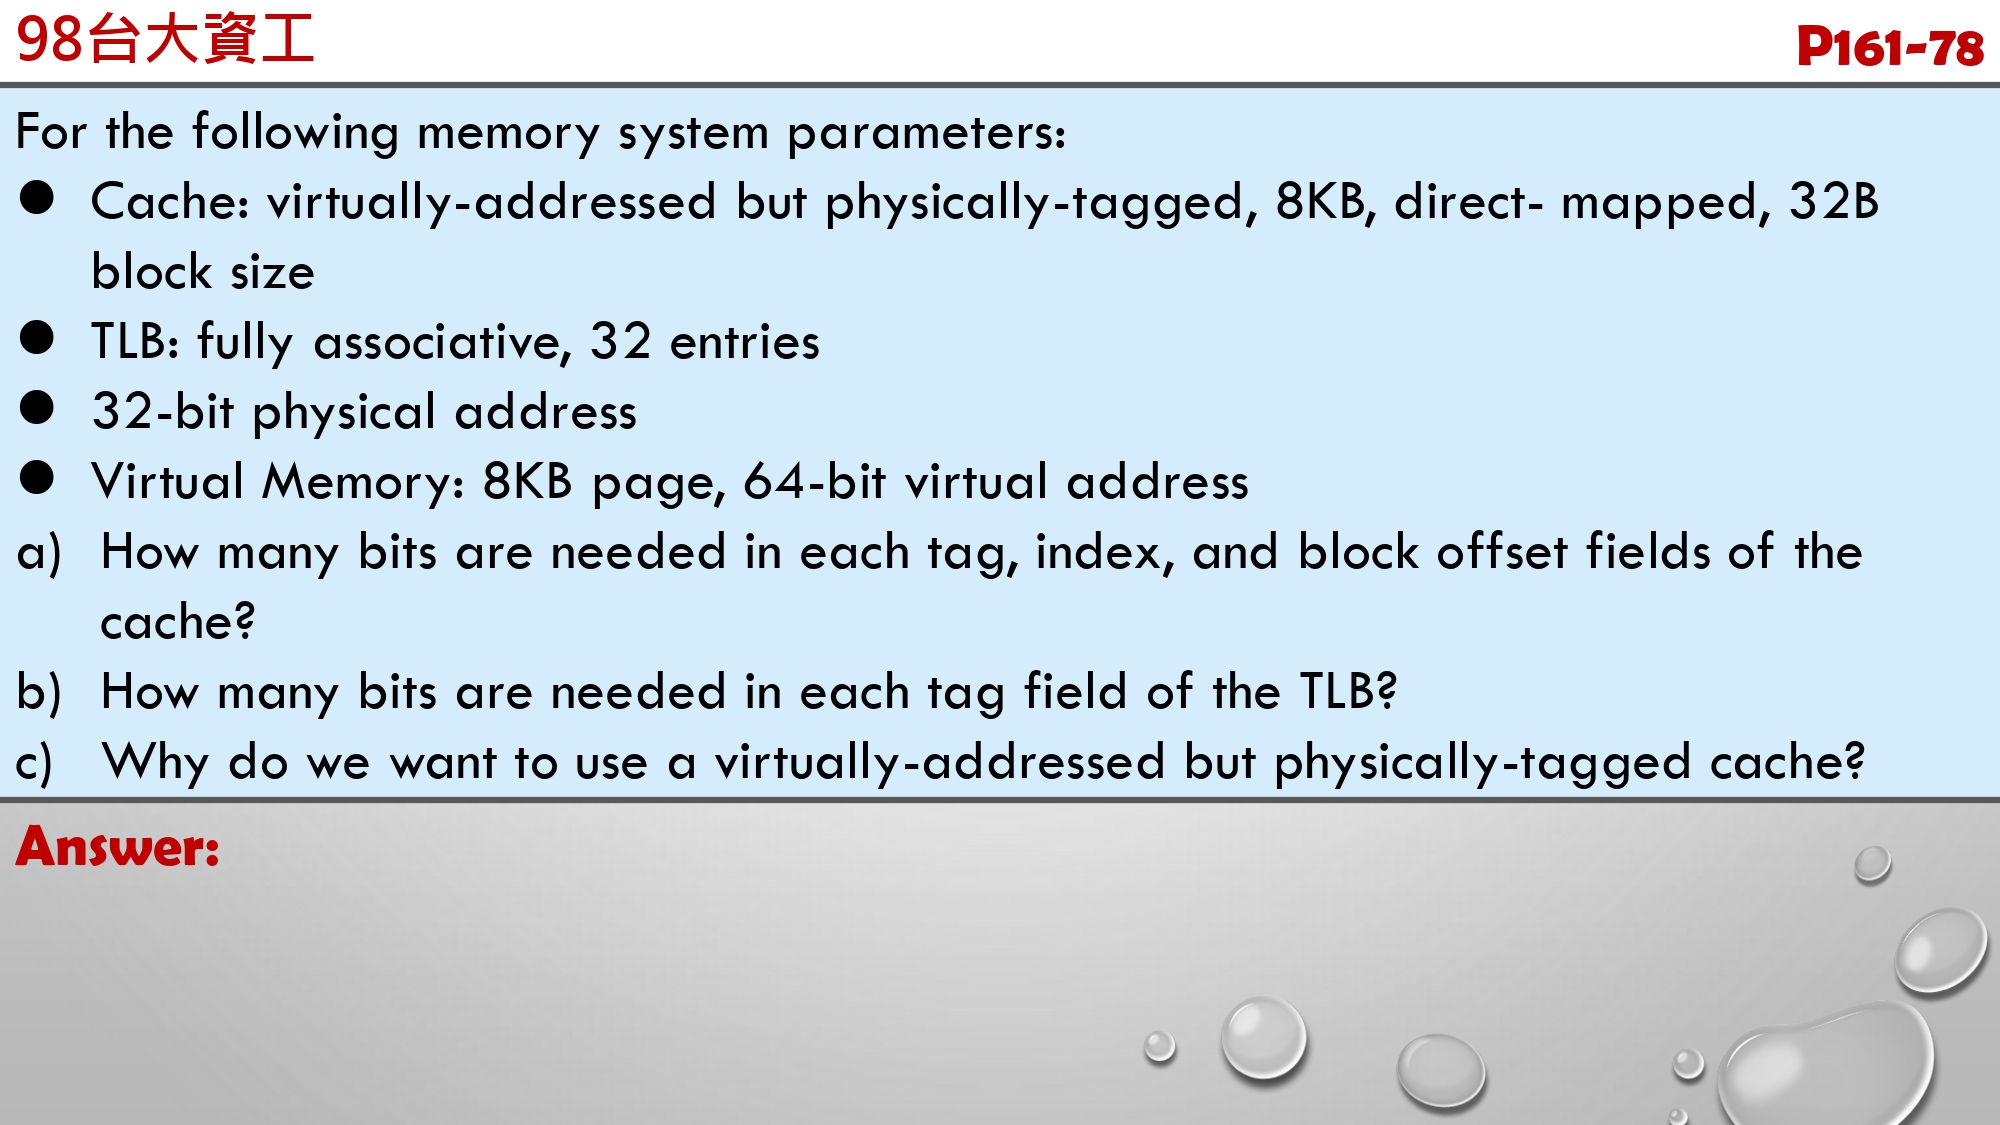 98台大資工
P161-78
For the following memory system parameters:
● Cache: virtually-addressed but physically-tagged, 8KB, direct- mapped, 32B
block size
● TLB: fully associative, 32 entries
● 32-bit physical address
● Virtual Memory: 8KB page, 64-bit virtual address
a) How many bits are needed in each tag, index, and block offset fields of the
cache?
b) How many bits are needed in each tag field of the TLB?
c) Why do we want to use a virtually-addressed but physically-tagged cache?
Answer: